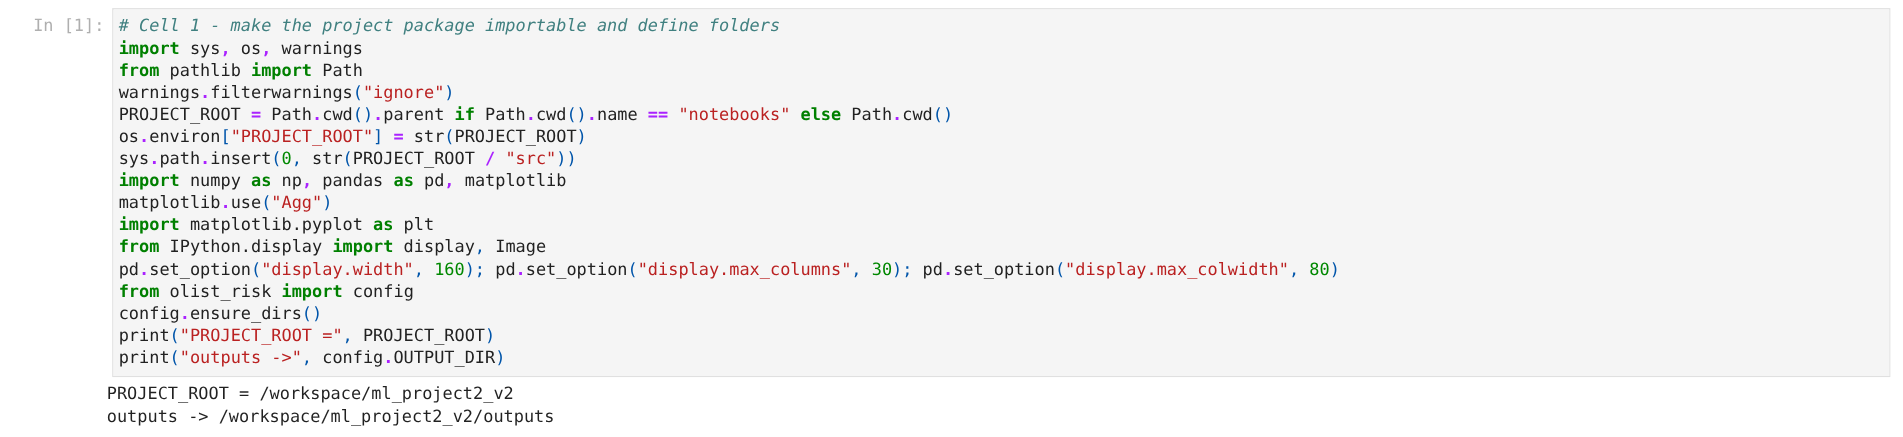 In [1]:
# Cell 1 - make the project package importable and define folders
import sys, os, warnings
from pathlib import Path
warnings.filterwarnings("ignore")
PROJECT_ROOT = Path.cwd().parent if Path.cwd().name == "notebooks" else Path.cwd()
os.environ["PROJECT_ROOT"] = str(PROJECT_ROOT)
sys.path.insert(0, str(PROJECT_ROOT / "src"))
import numpy as np, pandas as pd, matplotlib
matplotlib.use("Agg")
import matplotlib.pyplot as plt
from IPython.display import display, Image
pd.set_option("display.width", 160); pd.set_option("display.max_columns", 30); pd.set_option("display.max_colwidth", 80)
from olist_risk import config
config.ensure_dirs()
print("PROJECT_ROOT =", PROJECT_ROOT)
print("outputs ->", config.OUTPUT_DIR)
PROJECT_ROOT = /workspace/ml_project2_v2
outputs -> /workspace/ml_project2_v2/outputs